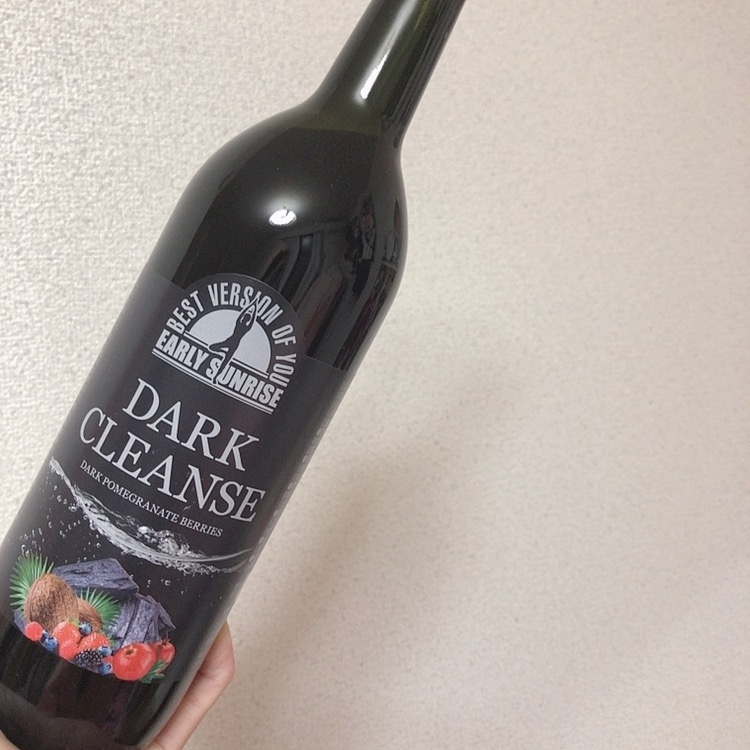 BEST VERSION OF YOU
EARLY SUNRISE
DARK
CLEANSE
DARK POMEGRANATE BERRIES